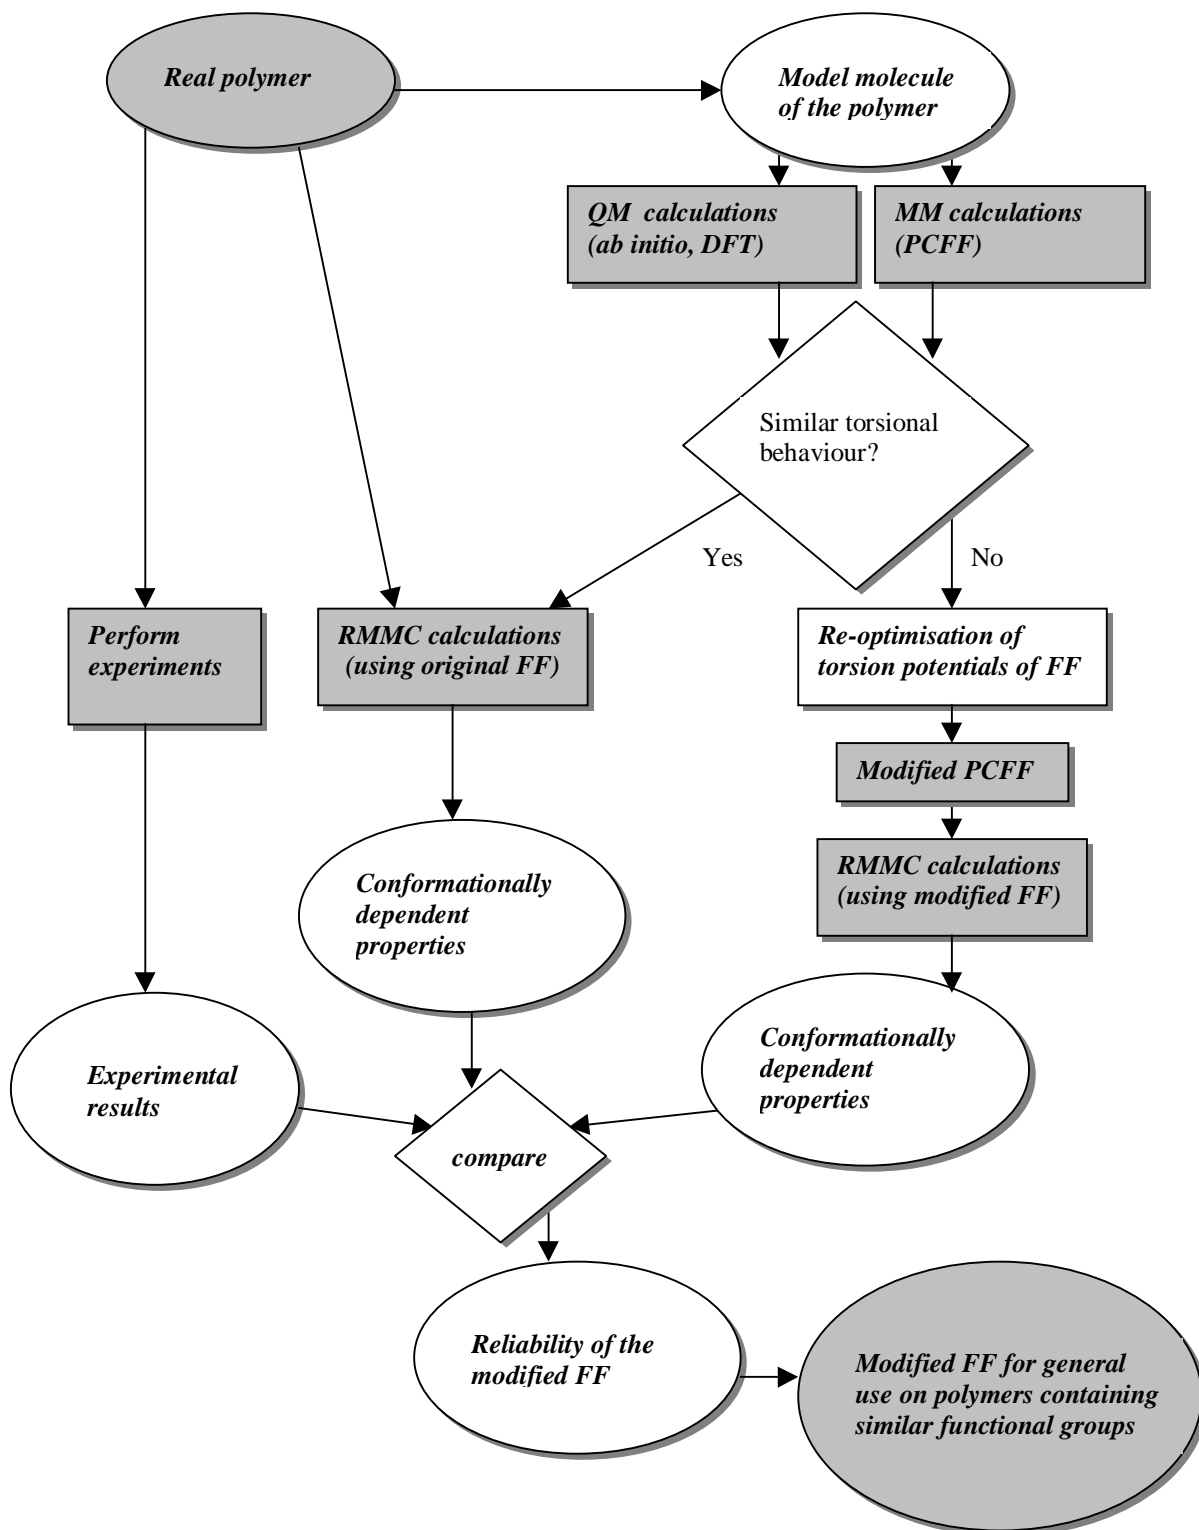 Real polymer
Model molecule
of the polymer
QM  calculations
(ab initio, DFT)
MM calculations
(PCFF)
Similar torsional
behaviour?
Yes
No
Perform
experiments
RMMC calculations
(using original FF)
Re-optimisation of
torsion potentials of FF
Modified PCFF
RMMC calculations
(using modified FF)
Conformationally
dependent
properties
Experimental
results
Conformationally
dependent
properties
compare
Reliability of the
modified FF
Modified FF for general
use on polymers containing
similar functional groups